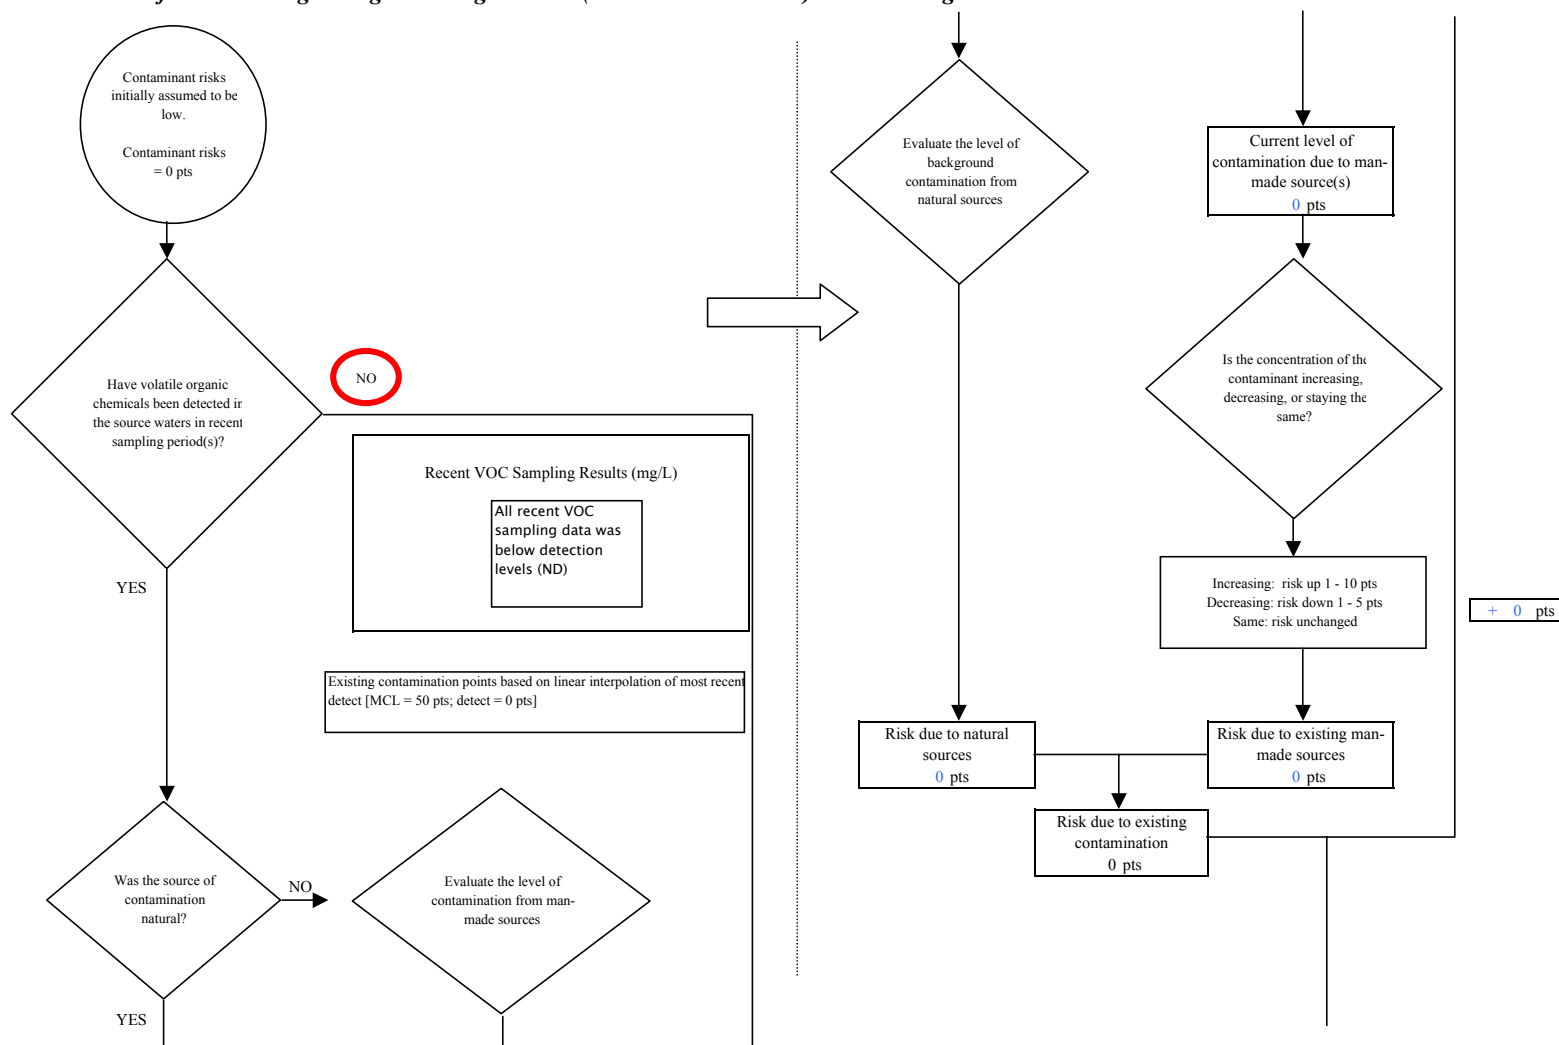 Contaminant risks
initially assumed to be
low.
Contaminant risks
= 0 pts
NO
Have volatile organic
chemicals been detected in
the source waters in recent
sampling period(s)?
Recent VOC Sampling Results (mg/L)
All recent VOC
sampling data was
below detection
levels (ND)
YES
Existing contamination points based on linear interpolation of most recent
detect [MCL = 50 pts; detect = 0 pts]
Was the source of
contamination
natural?
NO
Evaluate the level of
contamination from man-
made sources
YES
Evaluate the level of
background
contamination from
natural sources
Current level of
contamination due to man-
made source(s)
0 pts
Is the concentration of the
contaminant increasing,
decreasing, or staying the
same?
Increasing: risk up 1 - 10 pts
Decreasing: risk down 1 - 5 pts
Same: risk unchanged
+ 0 pts
Risk due to natural
sources
0 pts
Risk due to existing man-
made sources
0 pts
Risk due to existing
contamination
0 pts